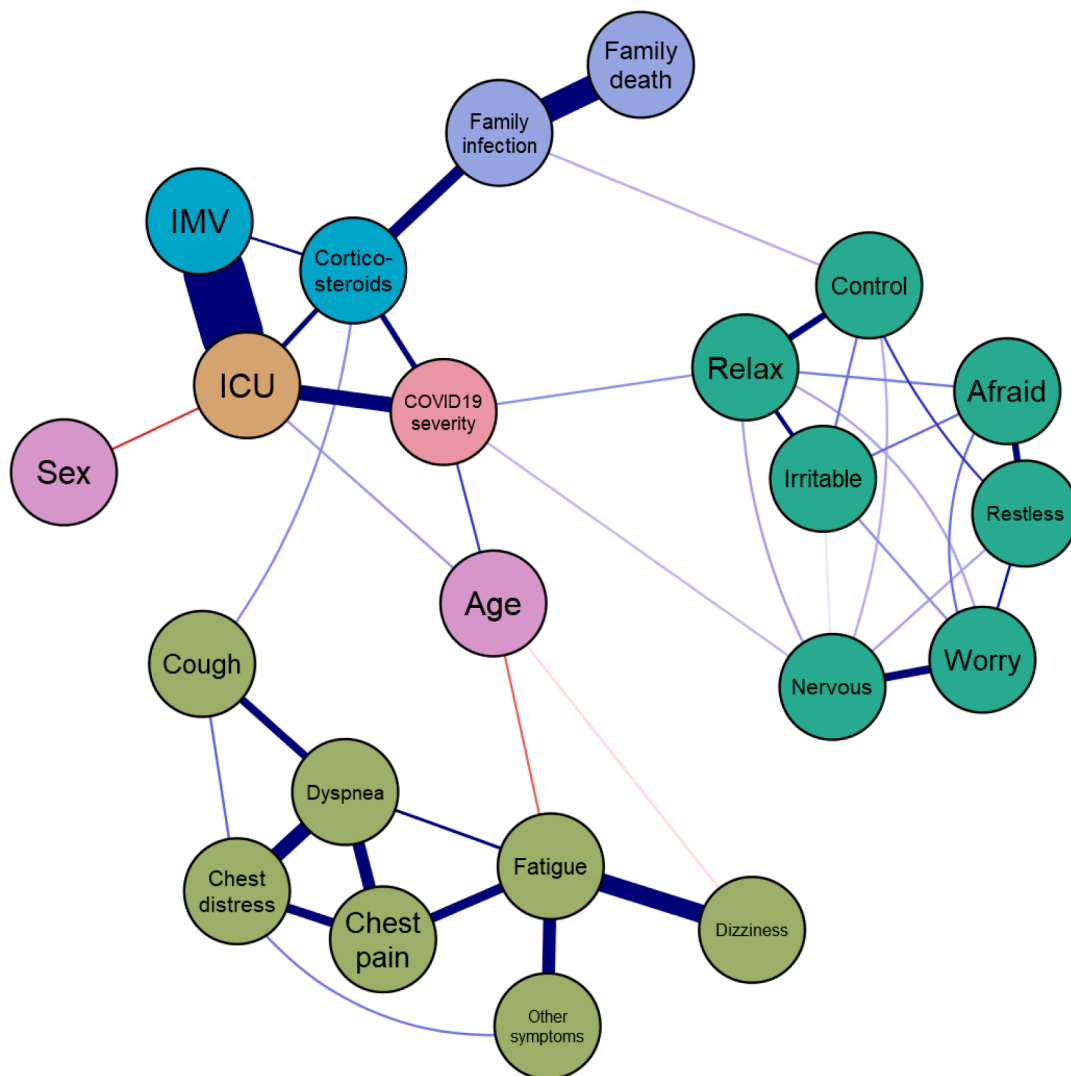 Family
death
Family
infection
IMV
Cortico-
steroids
Control
Relax
Afraid
ICU
COVID19
severity
Sex
Irritable
Restless
Age
Cough
Worry
Nervous
Dyspnea
Fatigue
Chest
distress
Chest
pain
Dizziness
Other
symptoms